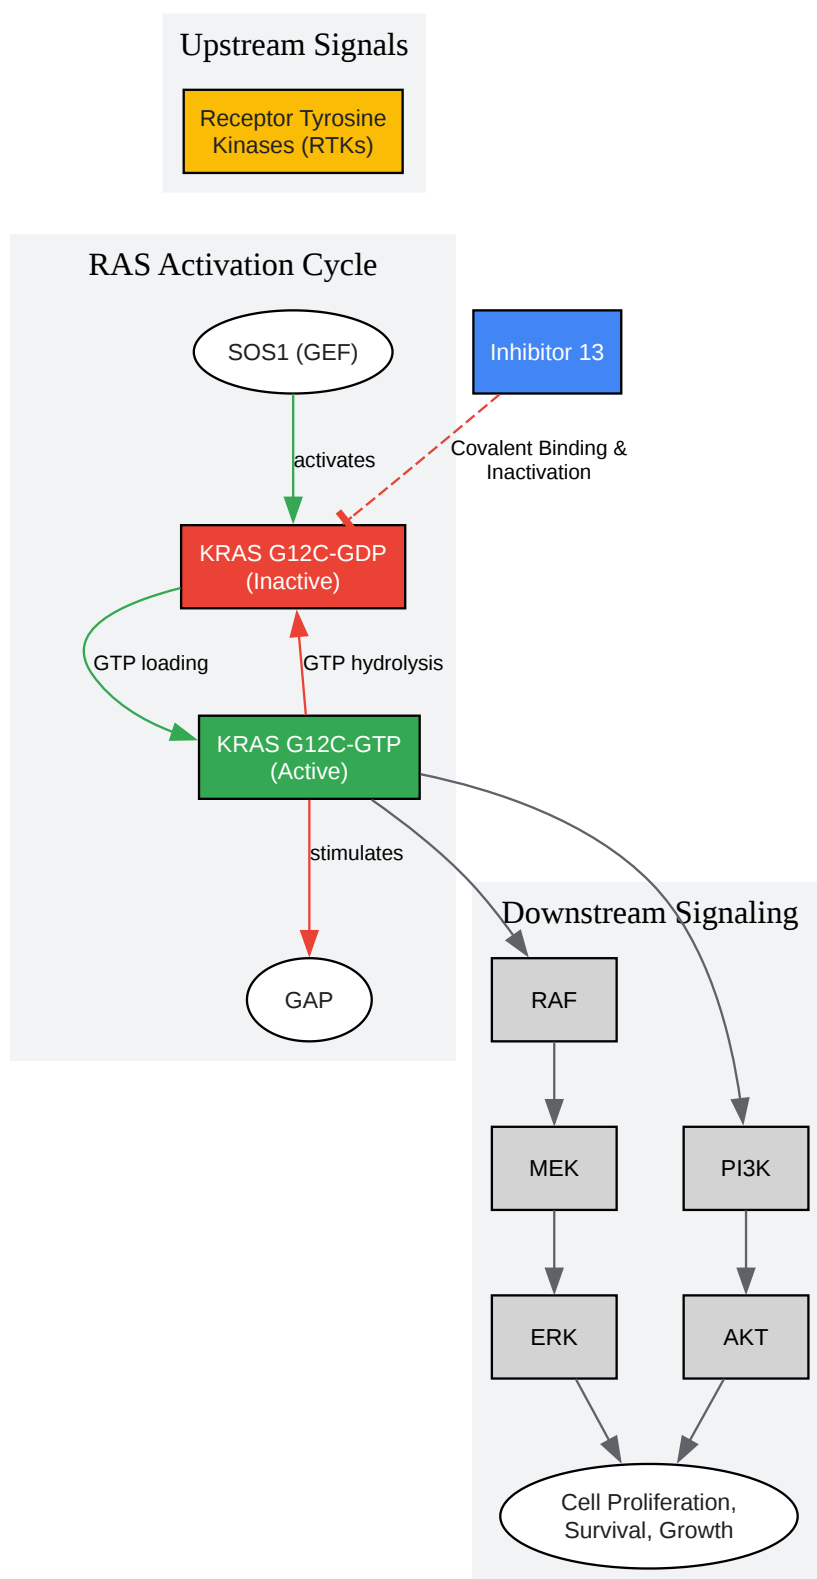 Upstream Signals
Receptor Tyrosine
Kinases (RTKs)
RAS Activation Cycle
SOS1 (GEF)
Inhibitor 13
activates
Covalent Binding &
Inactivation
KRAS G12C-GDP
(Inactive)
GTP loading
GTP hydrolysis
KRAS G12C-GTP
(Active)
stimulates
Downstream Signaling
GAP
RAF
MEK
PI3K
ERK
AKT
Cell Proliferation,
Survival, Growth